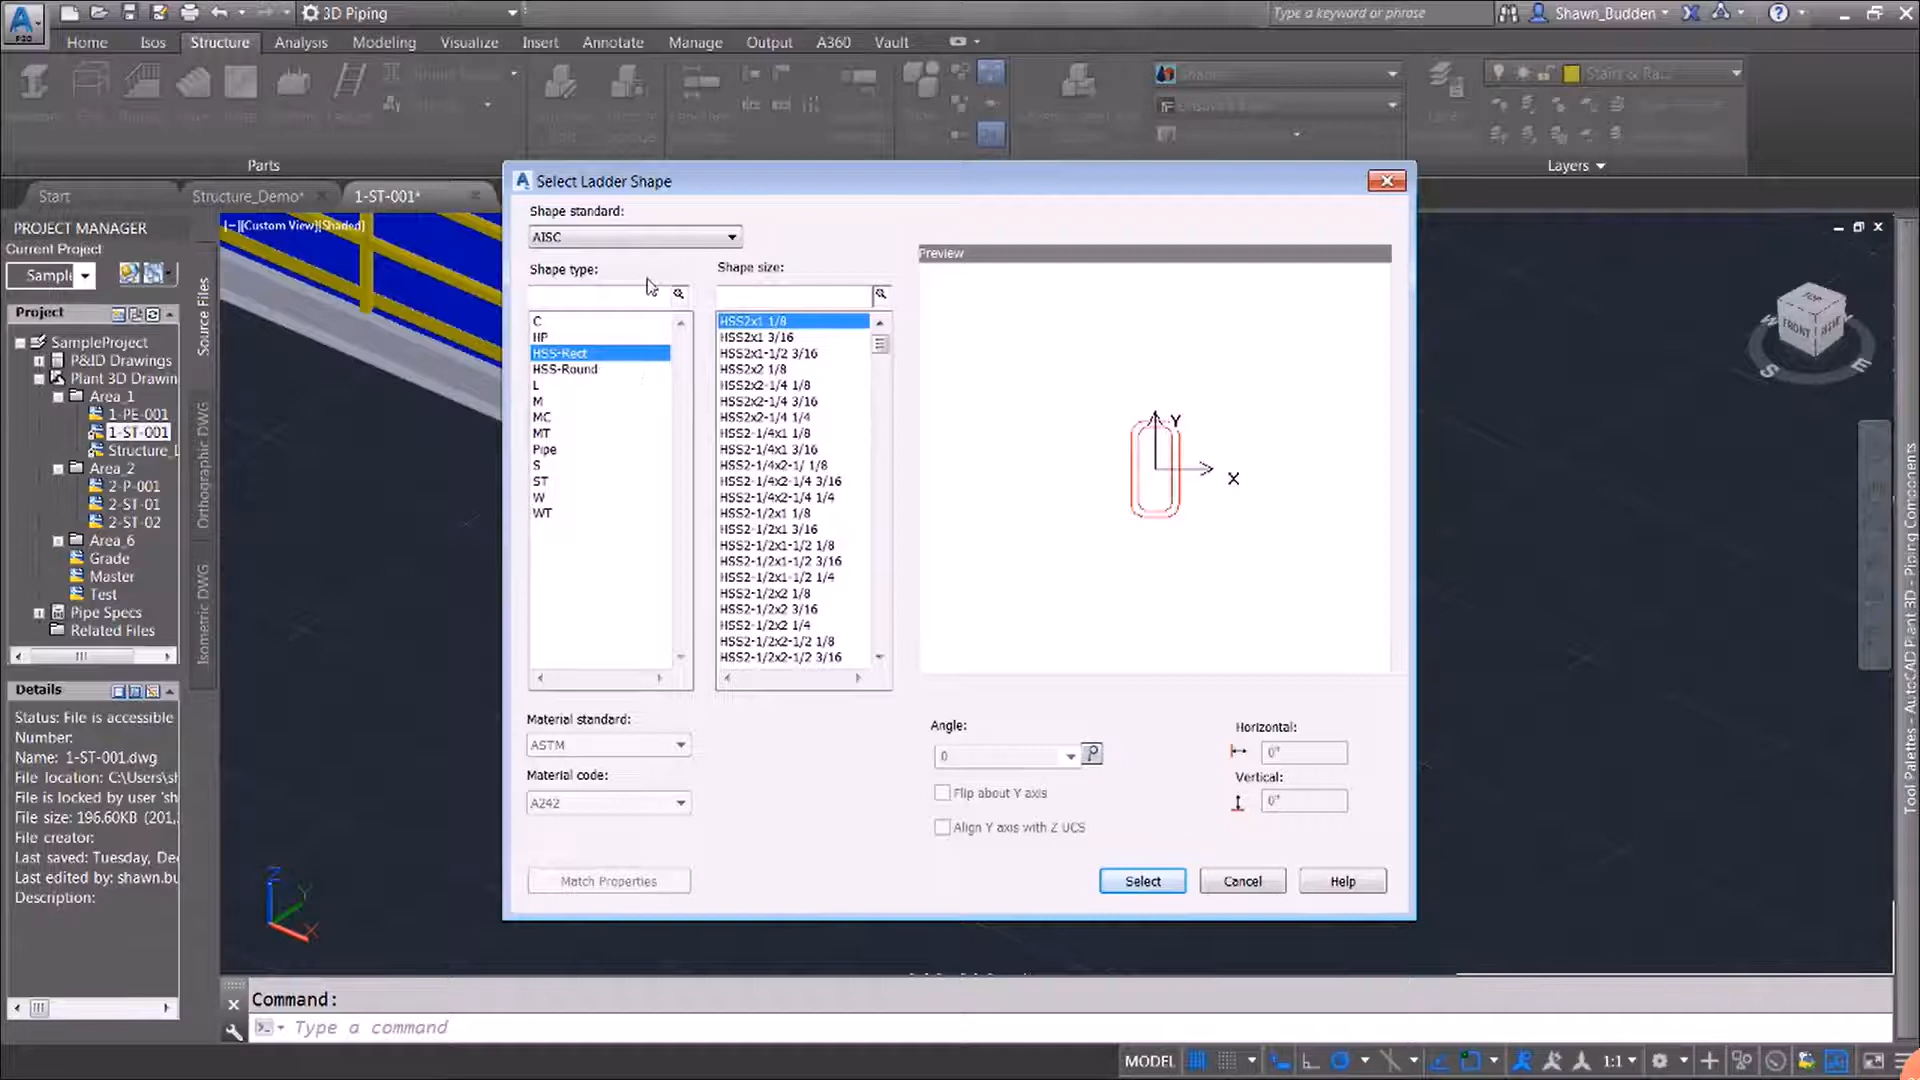 3D Piping
Type a keyword or phrase
Shawn_Budden
Home Isos Structure Analysis Modeling Visualize Insert Annotate Manage Output A360 Vault
Stairs & Ra...
Parts
Layers
Start
Structure_Demo*
1-ST-001*
PROJECT MANAGER
Current Project
Sampl
Project
SampleProject
P&ID Drawings
Plant 3D Drawin
Area_1
1-PE-001
1-ST-001
Structure_
Area_2
2-P-001
2-ST-01
2-ST-02
Area_6
Grade
Master
Test
Pipe Specs
Related Files
Source Files
Orthographic DWG
Isometric DWG
Details
Status: File is accessible
Number:
Name: 1-ST-001.dwg
File location: C:\Users\sh
File is locked by user 'sh
File size: 196.60KB (201,
File creator:
Last saved: Tuesday, Dec
Last edited by: shawn.bu
Description:
[−][Custom View][Shaded]
Select Ladder Shape
Shape standard:
AISC
Shape type:
C
HP
HSS-Rect
HSS-Round
L
M
MC
MT
Pipe
S
ST
W
WT
Shape size:
HSS2x1 1/8
HSS2x1 3/16
HSS2x1-1/2 3/16
HSS2x2 1/8
HSS2x2-1/4 1/8
HSS2x2-1/4 3/16
HSS2x2-1/4 1/4
HSS2-1/4x1 1/8
HSS2-1/4x1 3/16
HSS2-1/4x2-1/ 1/8
HSS2-1/4x2-1/4 3/16
HSS2-1/4x2-1/4 1/4
HSS2-1/2x1 1/8
HSS2-1/2x1 3/16
HSS2-1/2x1-1/2 1/8
HSS2-1/2x1-1/2 3/16
HSS2-1/2x1-1/2 1/4
HSS2-1/2x2 1/8
HSS2-1/2x2 3/16
HSS2-1/2x2 1/4
HSS2-1/2x2-1/2 1/8
HSS2-1/2x2-1/2 3/16
Preview
Y
X
Material standard:
ASTM
Material code:
A242
Match Properties
Angle:
0
Flip about Y axis
Align Y axis with Z UCS
Horizontal:
0"
Vertical:
0"
Select
Cancel
Help
TOP
FRONT
S
E
Z
Y
X
Tool Palettes - AutoCAD Plant 3D - Piping Components
Command:
Type a command
MODEL
1:1